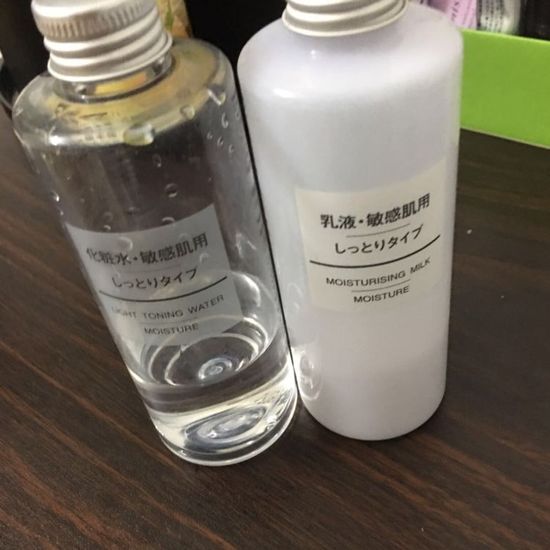 化粧水・敏感肌用
しっとりタイプ
LIGHT TONING WATER
MOISTURE
乳液・敏感肌用
しっとりタイプ
MOISTURISING MILK
MOISTURE